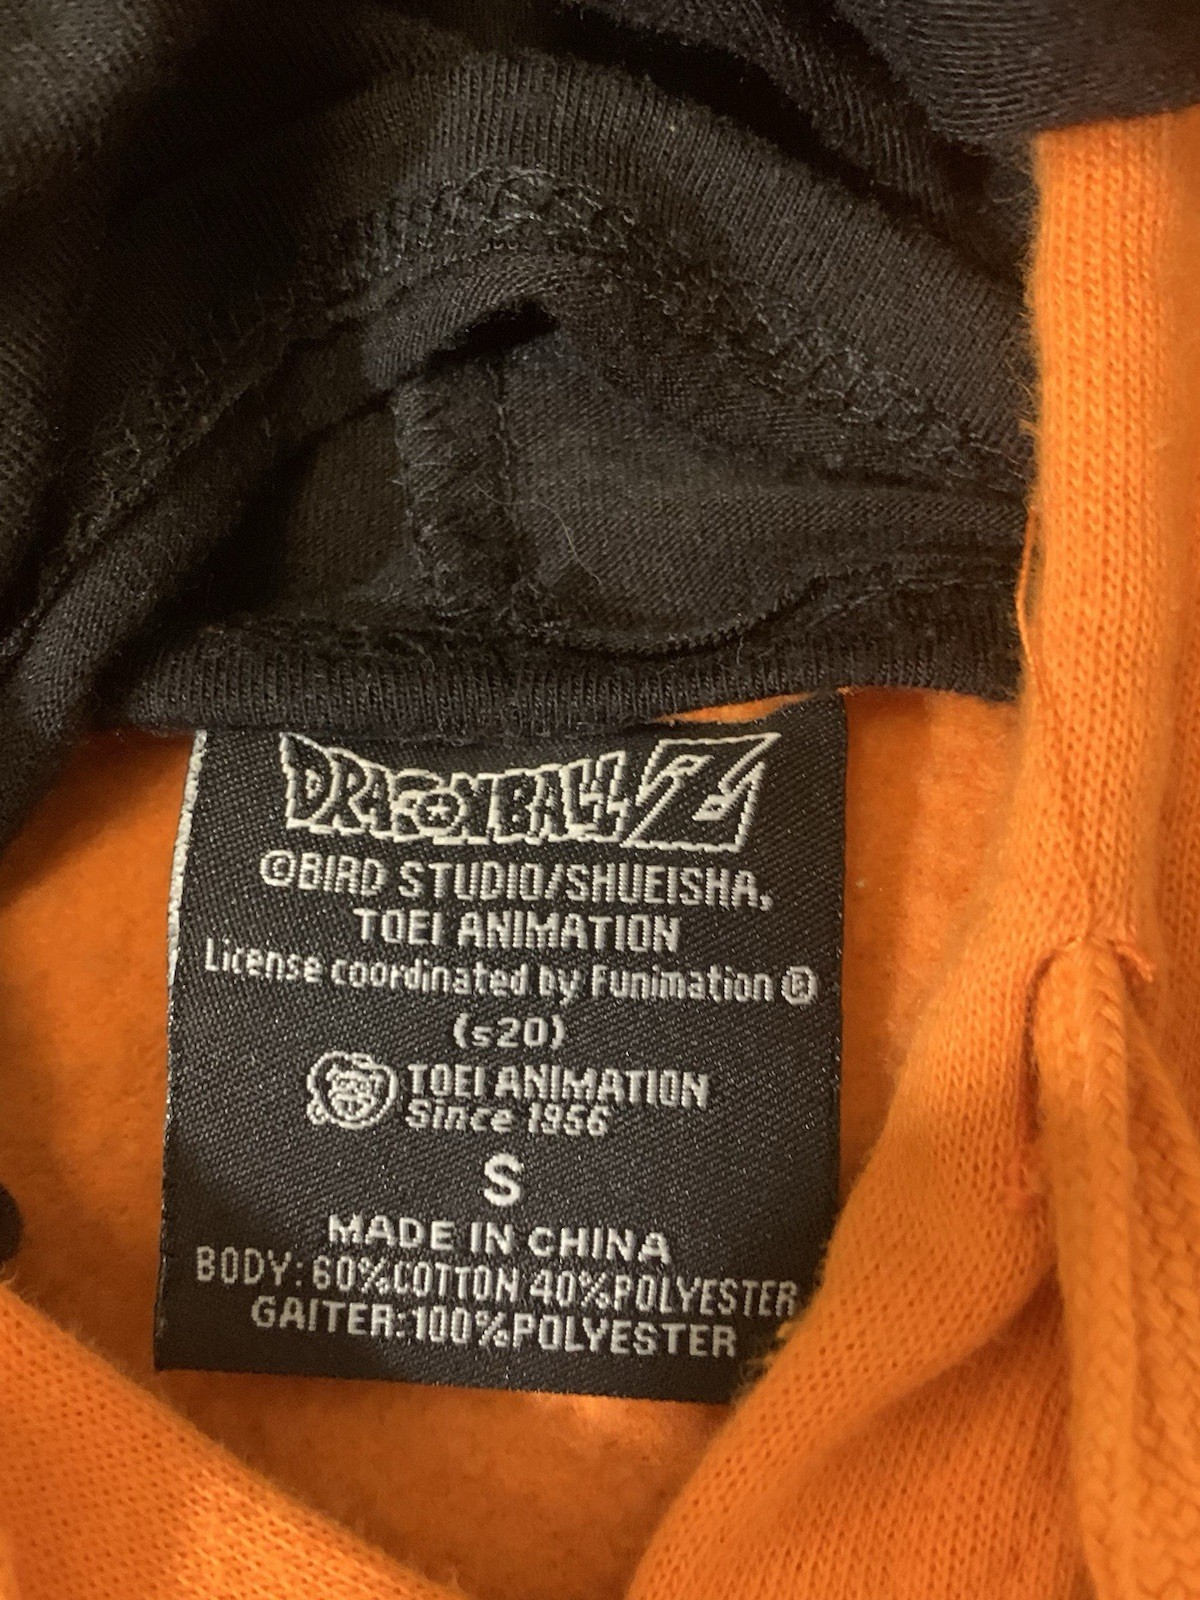 DRAGONBALL Z
©BIRD STUDIO/SHUEISHA,
TOEI ANIMATION
License coordinated by Funimation ®
(s20)
TOEI ANIMATION
Since 1956
S
MADE IN CHINA
BODY:60%COTTON 40%POLYESTER
GAITER:100%POLYESTER